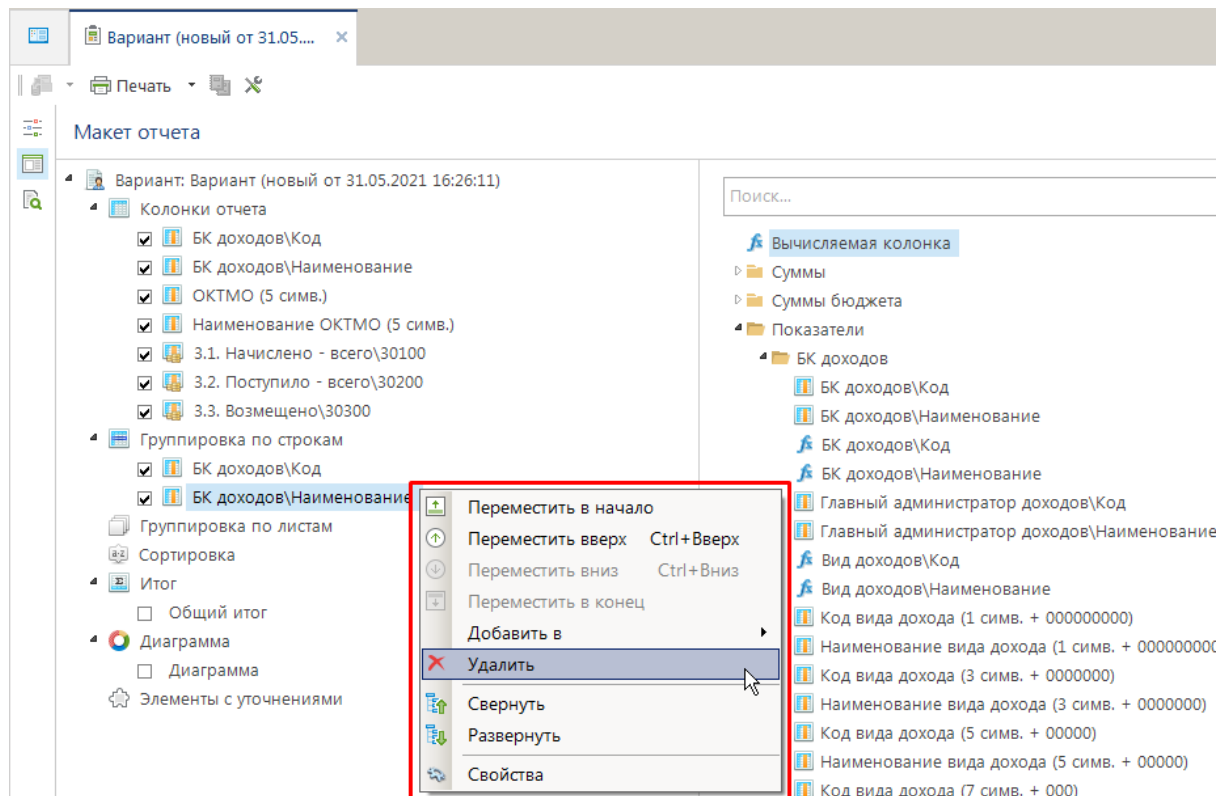 Вариант (новый от 31.05....
Печать
Макет отчета
Вариант: Вариант (новый от 31.05.2021 16:26:11)
Колонки отчета
БК доходов\Код
БК доходов\Наименование
ОКТМО (5 симв.)
Наименование ОКТМО (5 симв.)
3.1. Начислено - всего\30100
3.2. Поступило - всего\30200
3.3. Возмещено\30300
Группировка по строкам
БК доходов\Код
БК доходов\Наименование
Группировка по листам
Сортировка
Итог
Общий итог
Диаграмма
Диаграмма
Элементы с уточнениями
Переместить в начало
Переместить вверх Ctrl+Вверх
Переместить вниз Ctrl+Вниз
Переместить в конец
Добавить в
Удалить
Свернуть
Развернуть
Свойства
Поиск...
Вычисляемая колонка
Суммы
Суммы бюджета
Показатели
БК доходов
БК доходов\Код
БК доходов\Наименование
БК доходов\Код
БК доходов\Наименование
Главный администратор доходов\Код
Главный администратор доходов\Наименование
Вид доходов\Код
Вид доходов\Наименование
Код вида дохода (1 симв. + 000000000)
Наименование вида дохода (1 симв. + 000000000
Код вида дохода (3 симв. + 0000000)
Наименование вида дохода (3 симв. + 0000000)
Код вида дохода (5 симв. + 00000)
Наименование вида дохода (5 симв. + 00000)
Код вида дохода (7 симв. + 000)